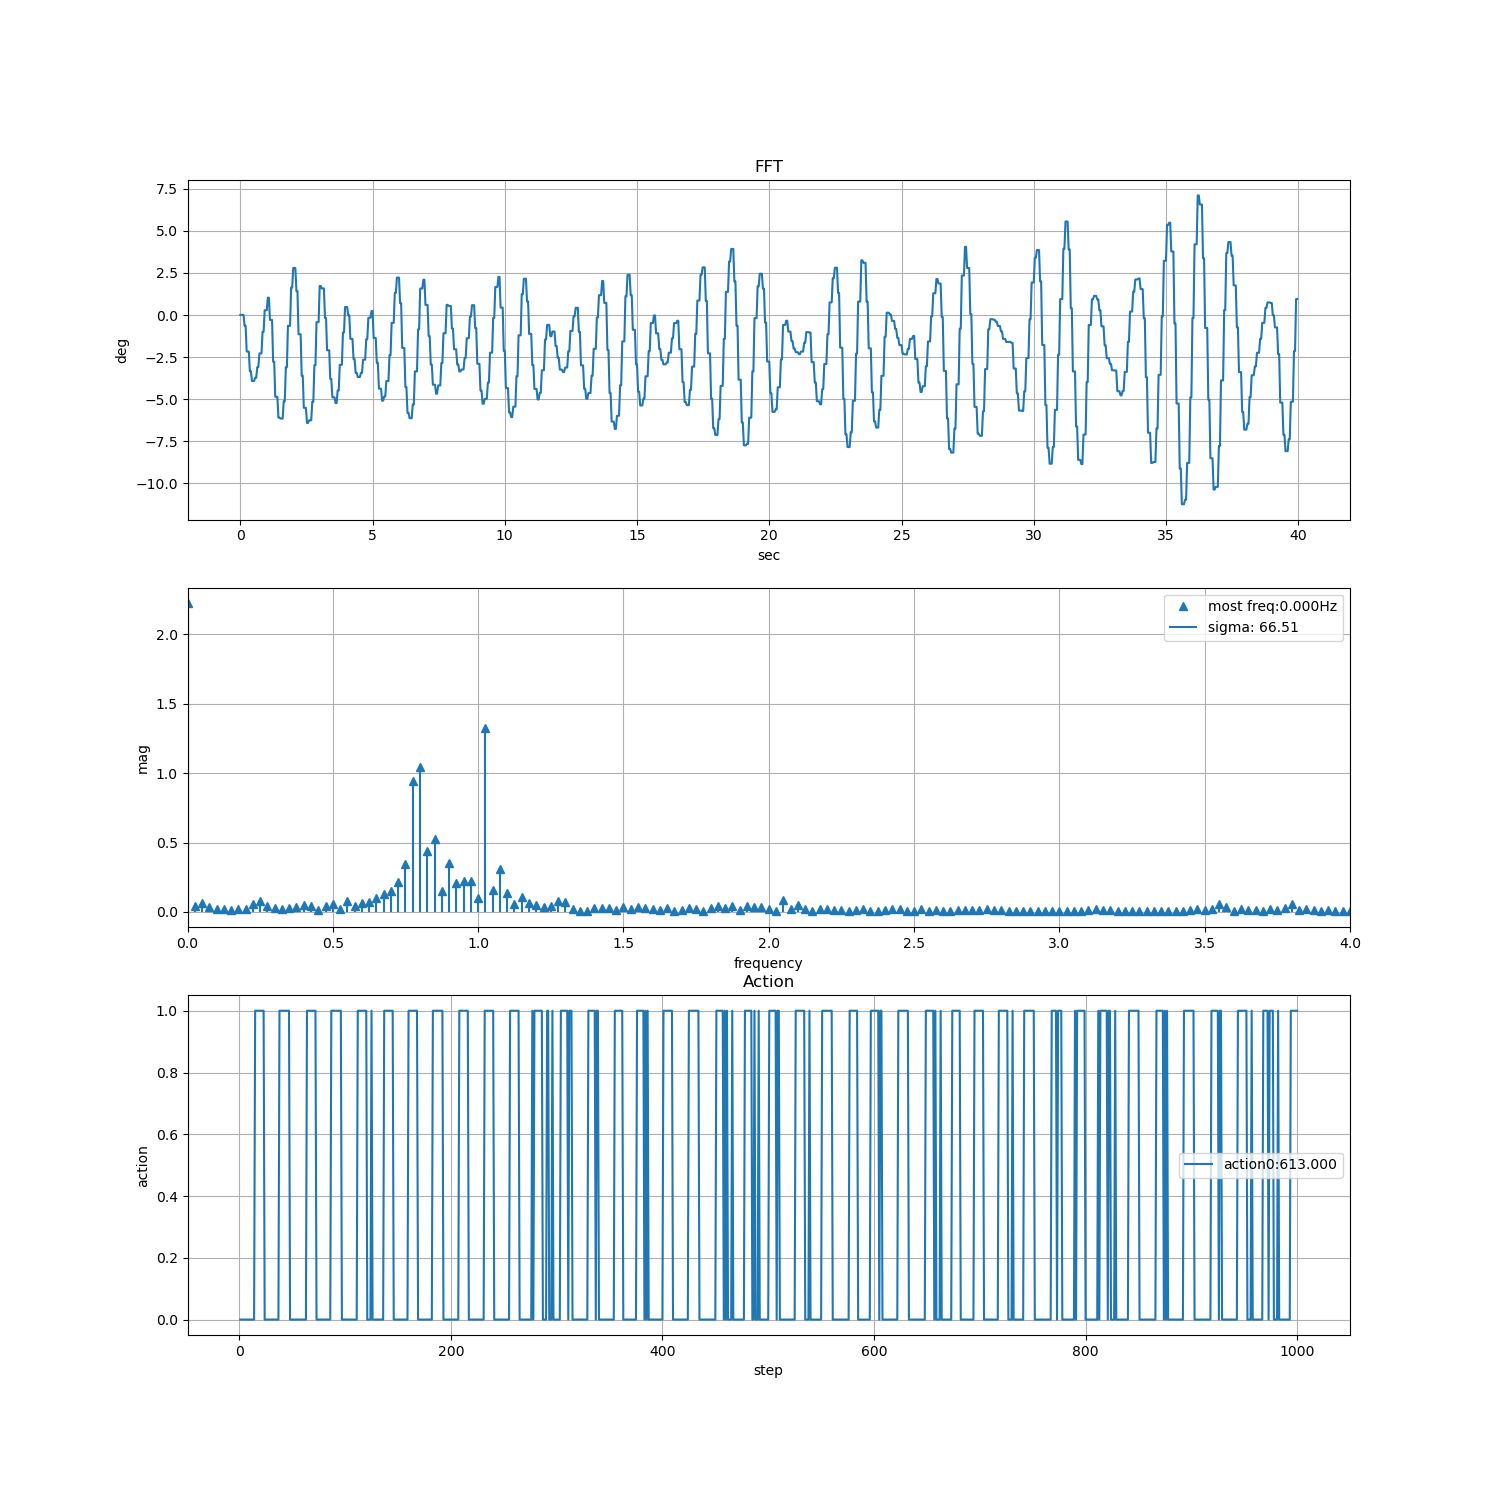 FFT
7.5
5.0
2.5
0.0
−2.5
−5.0
−7.5
−10.0
deg
0 5 10 15 20 25 30 35 40
sec
most freq:0.000Hz
sigma: 66.51
2.0
1.5
1.0
0.5
0.0
mag
0.0 0.5 1.0 1.5 2.0 2.5 3.0 3.5 4.0
frequency
Action
1.0
0.8
0.6
0.4
0.2
0.0
action
action0:613.000
0 200 400 600 800 1000
step